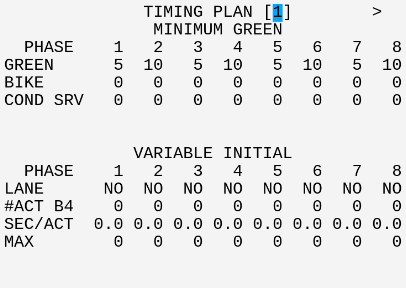 TIMING PLAN [1] >
MINIMUM GREEN
PHASE 1 2 3 4 5 6 7 8
GREEN 5 10 5 10 5 10 5 10
BIKE 0 0 0 0 0 0 0 0
COND SRV 0 0 0 0 0 0 0 0
VARIABLE INITIAL
PHASE 1 2 3 4 5 6 7 8
LANE NO NO NO NO NO NO NO NO
#ACT B4 0 0 0 0 0 0 0 0
SEC/ACT 0.0 0.0 0.0 0.0 0.0 0.0 0.0 0.0
MAX 0 0 0 0 0 0 0 0